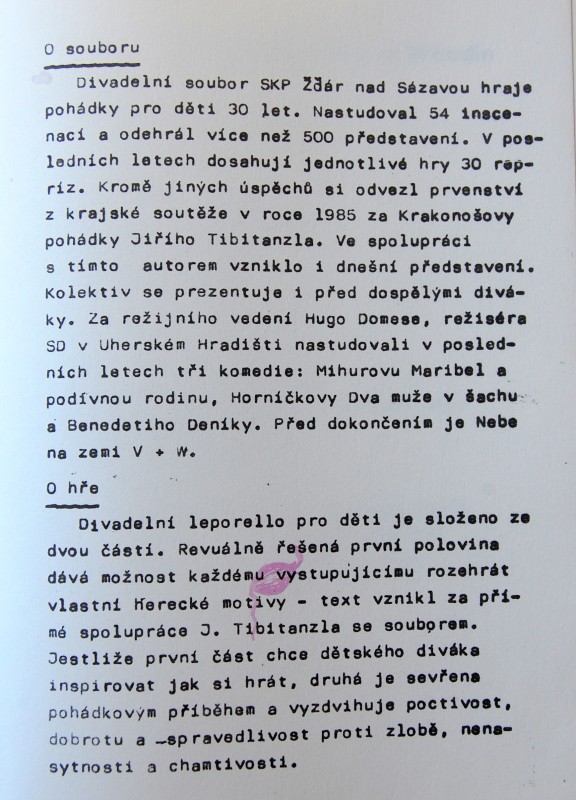 O souboru
Divadelní soubor SKP Žďár nad Sázavou hraje
pohádky pro děti 30 let. Nastudoval 54 insce-
nací a odehrál více než 500 představení. V pos-
ledních letech dosahují jednotlivé hry 30 rep-
ríz. Kromě jiných úspěchů si odvezl prvenství
z krajské soutěže v roce 1985 za Krakonošovy
pohádky Jiřího Tibitanzla. Ve spolupráci
s tímto autorem vzniklo i dnešní představení.
Kolektiv se prezentuje i před dospělými divá-
ky. Za režijního vedení Hugo Domese, režiséra
SD v Uherském Hradišti nastudovali v posled-
ních letech tři komedie: Mihurovu Maribel a
podívnou rodinu, Horníčkovy Dva muže v šachu
a Benedetiho Deníky. Před dokončením je Nebe
na zemi V + W.
O hře
Divadelní leporello pro děti je složeno ze
dvou částí. Revuálně řešená první polovina
dává možnost každému vystupujícímu rozehrát
vlastní herecké motivy - text vznikl za pří-
mé spolupráce J. Tibitanzla se souborem.
Jestliže první část chce dětského diváka
inspirovat jak si hrát, druhá je sevřena
pohádkovým příběhem a vyzdvihuje poctivost,
dobrotu a spravedlivost proti zlobě, nena-
sytnosti a chamtivosti.